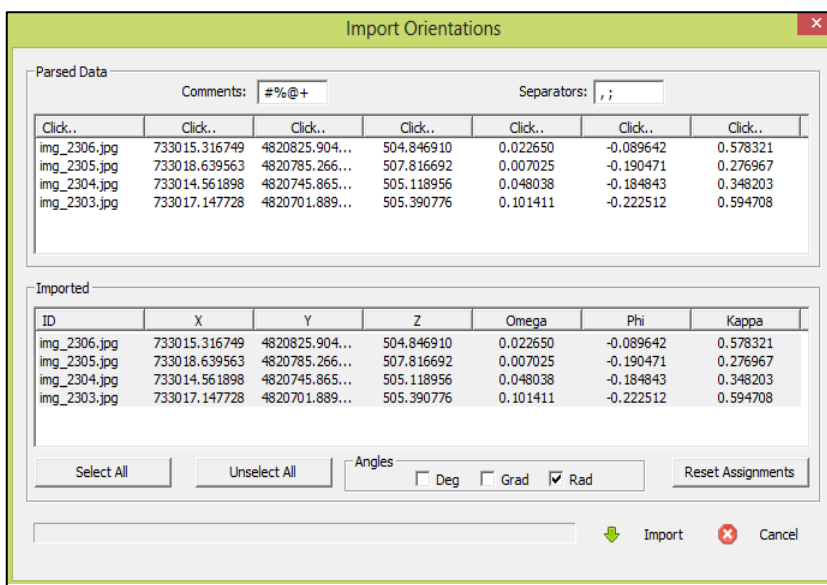 Import Orientations
Parsed Data
Comments: #%@+ Separators: ,;
Click.. Click.. Click.. Click.. Click.. Click.. Click..
img_2306.jpg 733015.316749 4820825.904... 504.846910 0.022650 -0.089642 0.578321
img_2305.jpg 733018.639563 4820785.266... 507.816692 0.007025 -0.190471 0.276967
img_2304.jpg 733014.561898 4820745.865... 505.118956 0.048038 -0.184843 0.348203
img_2303.jpg 733017.147728 4820701.889... 505.390776 0.101411 -0.222512 0.594708
Imported
ID X Y Z Omega Phi Kappa
img_2306.jpg 733015.316749 4820825.904... 504.846910 0.022650 -0.089642 0.578321
img_2305.jpg 733018.639563 4820785.266... 507.816692 0.007025 -0.190471 0.276967
img_2304.jpg 733014.561898 4820745.865... 505.118956 0.048038 -0.184843 0.348203
img_2303.jpg 733017.147728 4820701.889... 505.390776 0.101411 -0.222512 0.594708
Angles
Select All Unselect All Deg Grad Rad Reset Assignments
Import Cancel